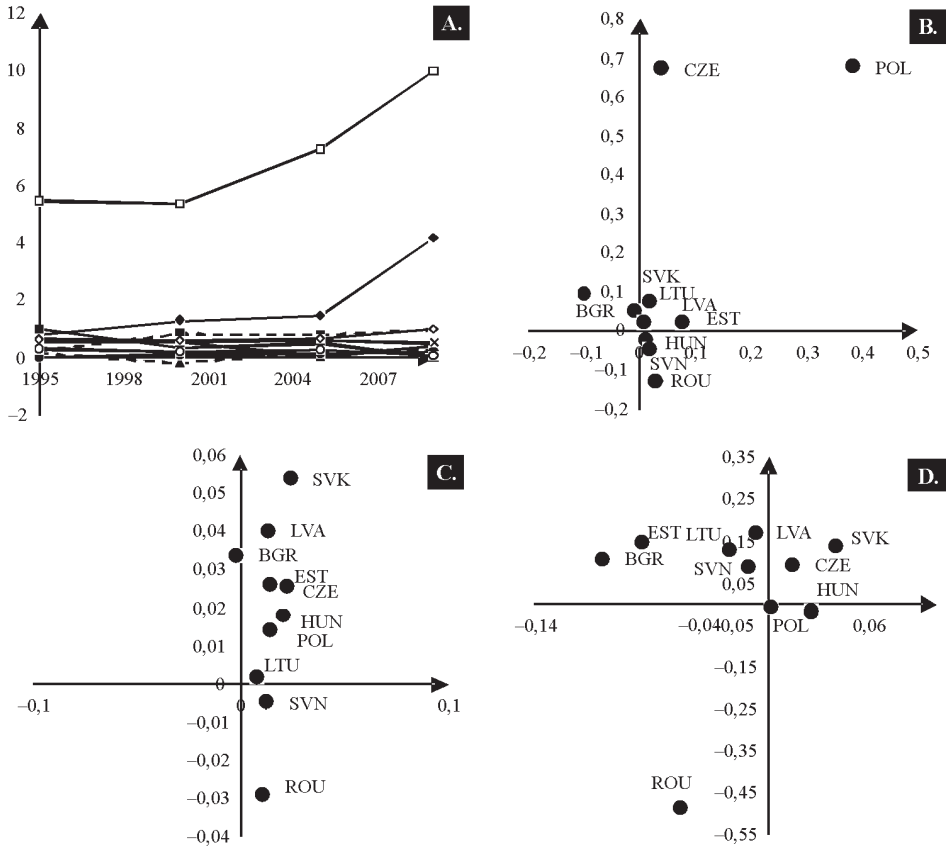 12
A.
10
8
6
4
2
0
1995 1998 2001 2004 2007
–2
0,8
B.
0,7
CZE POL
0,6
0,5
0,4
0,3
0,2
SVK
0,1
LTU
BGR LVA
EST
0
HUN
–0,2 –0,1 0 0,1 0,2 0,3 0,4 0,5
SVN
–0,1
ROU
–0,2
0,06
C.
SVK
0,05
0,04 LVA
BGR
0,03
EST
CZE
0,02
HUN
POL
0,01
LTU
0
SVN
–0,1 0 0,1
–0,01
–0,02
ROU
–0,03
–0,04
0,35
D.
0,25
EST LTU LVA SVK
0,15
BGR SVN CZE
0,05
HUN
–0,14 –0,04 –0,05 POL 0,06
–0,15
–0,25
–0,35
ROU
–0,45
–0,55